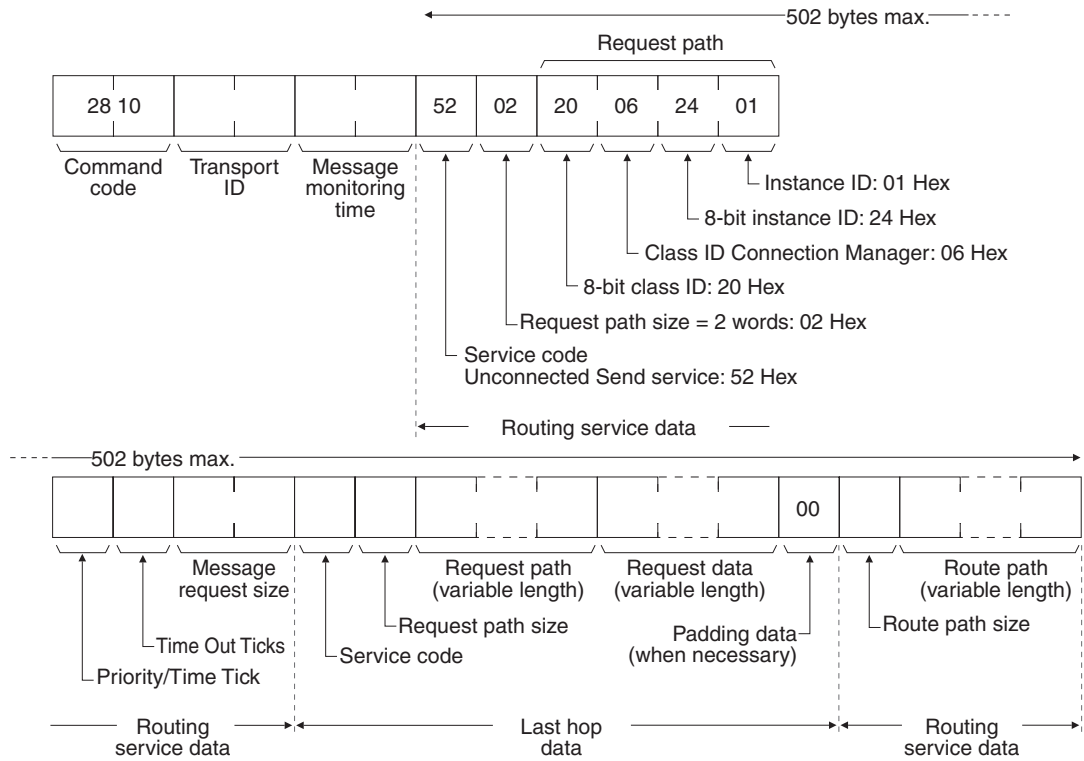 502 bytes max.
Request path
28 10 52 02 20 06 24 01
Command code
Transport ID
Message monitoring time
Instance ID: 01 Hex
8-bit instance ID: 24 Hex
Class ID Connection Manager: 06 Hex
8-bit class ID: 20 Hex
Request path size = 2 words: 02 Hex
Service code
Unconnected Send service: 52 Hex
Routing service data
502 bytes max.
00
Message request size
Request path (variable length)
Request data (variable length)
Route path (variable length)
Request path size
Padding data (when necessary)
Route path size
Time Out Ticks
Service code
Priority/Time Tick
Routing service data
Last hop data
Routing service data